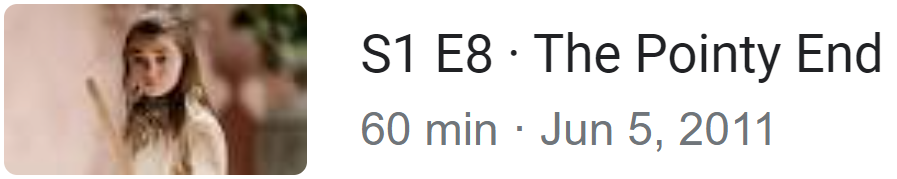 S1 E8 · The Pointy End
60 min · Jun 5, 2011